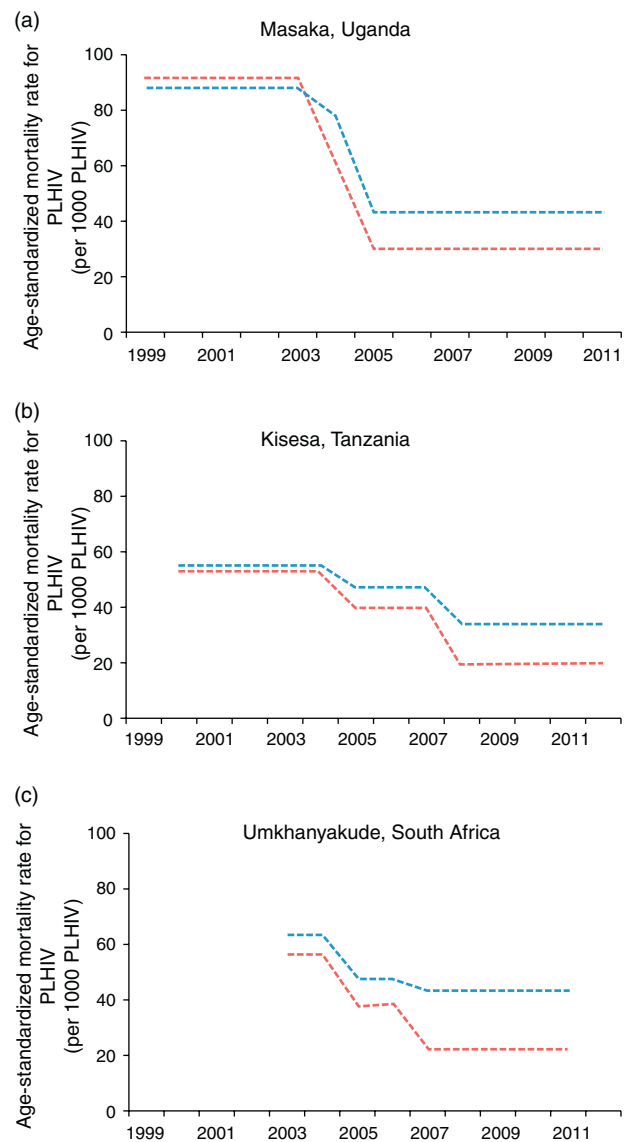 (a)
Masaka, Uganda
Age-standardized mortality rate for
PLHIV
(per 1000 PLHIV)
100
80
60
40
20
0
1999 2001 2003 2005 2007 2009 2011
(b)
Kisesa, Tanzania
Age-standardized mortality rate for
PLHIV
(per 1000 PLHIV)
100
80
60
40
20
0
1999 2001 2003 2005 2007 2009 2011
(c)
Umkhanyakude, South Africa
Age-standardized mortality rate for
PLHIV
(per 1000 PLHIV)
100
80
60
40
20
0
1999 2001 2003 2005 2007 2009 2011